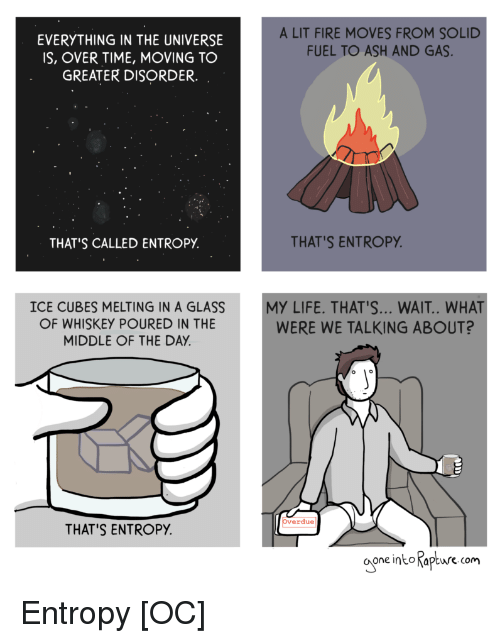 EVERYTHING IN THE UNIVERSE
IS, OVER TIME, MOVING TO
GREATER DISORDER.
THAT'S CALLED ENTROPY.
A LIT FIRE MOVES FROM SOLID
FUEL TO ASH AND GAS.
THAT'S ENTROPY.
ICE CUBES MELTING IN A GLASS
OF WHISKEY POURED IN THE
MIDDLE OF THE DAY.
THAT'S ENTROPY.
MY LIFE. THAT'S... WAIT.. WHAT
WERE WE TALKING ABOUT?
Overdue
goneintoRapture.com
Entropy [OC]